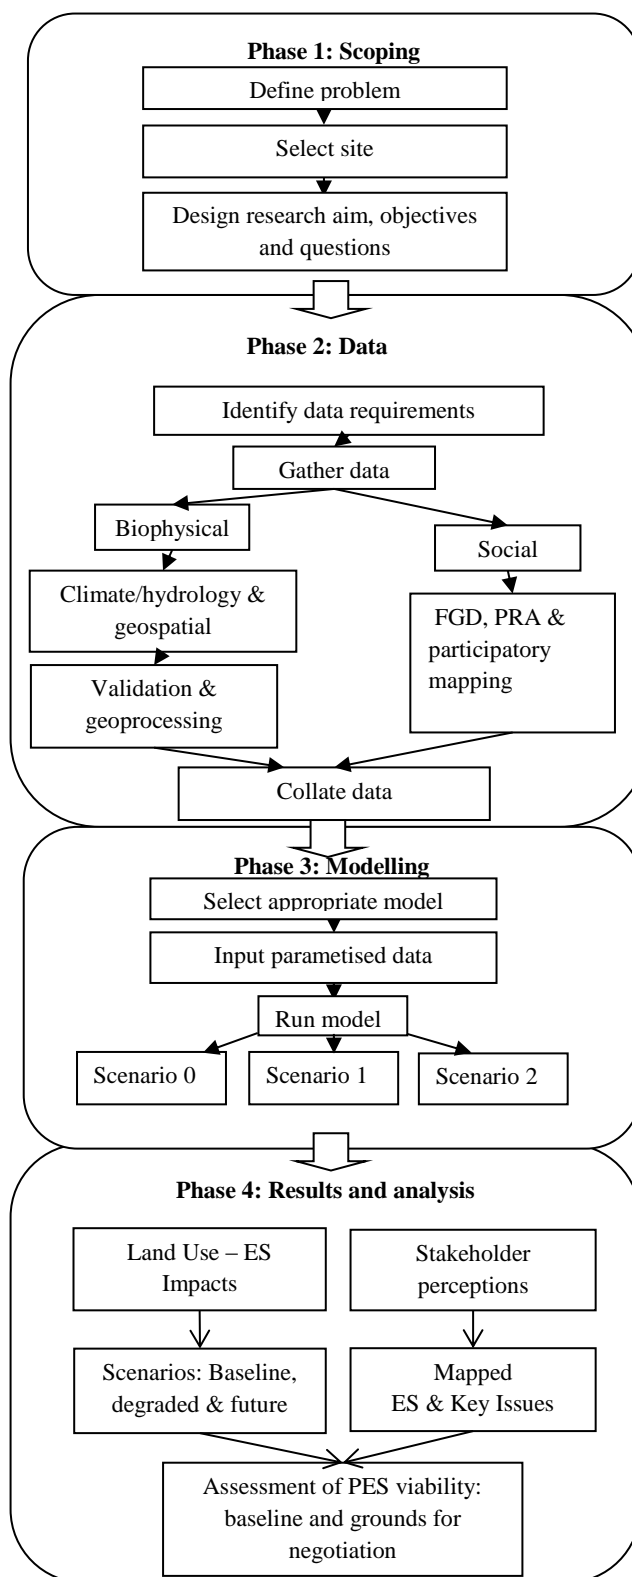 Phase 1: Scoping
Define problem
Select site
Design research aim, objectives
and questions
Phase 2: Data
Identify data requirements
Gather data
Biophysical
Social
Climate/hydrology &
geospatial
FGD, PRA &
participatory
mapping
Validation &
geoprocessing
Collate data
Phase 3: Modelling
Select appropriate model
Input parametised data
Run model
Scenario 0
Scenario 1
Scenario 2
Phase 4: Results and analysis
Land Use – ES
Impacts
Stakeholder
perceptions
Scenarios: Baseline,
degraded & future
Mapped
ES & Key Issues
Assessment of PES viability:
baseline and grounds for
negotiation